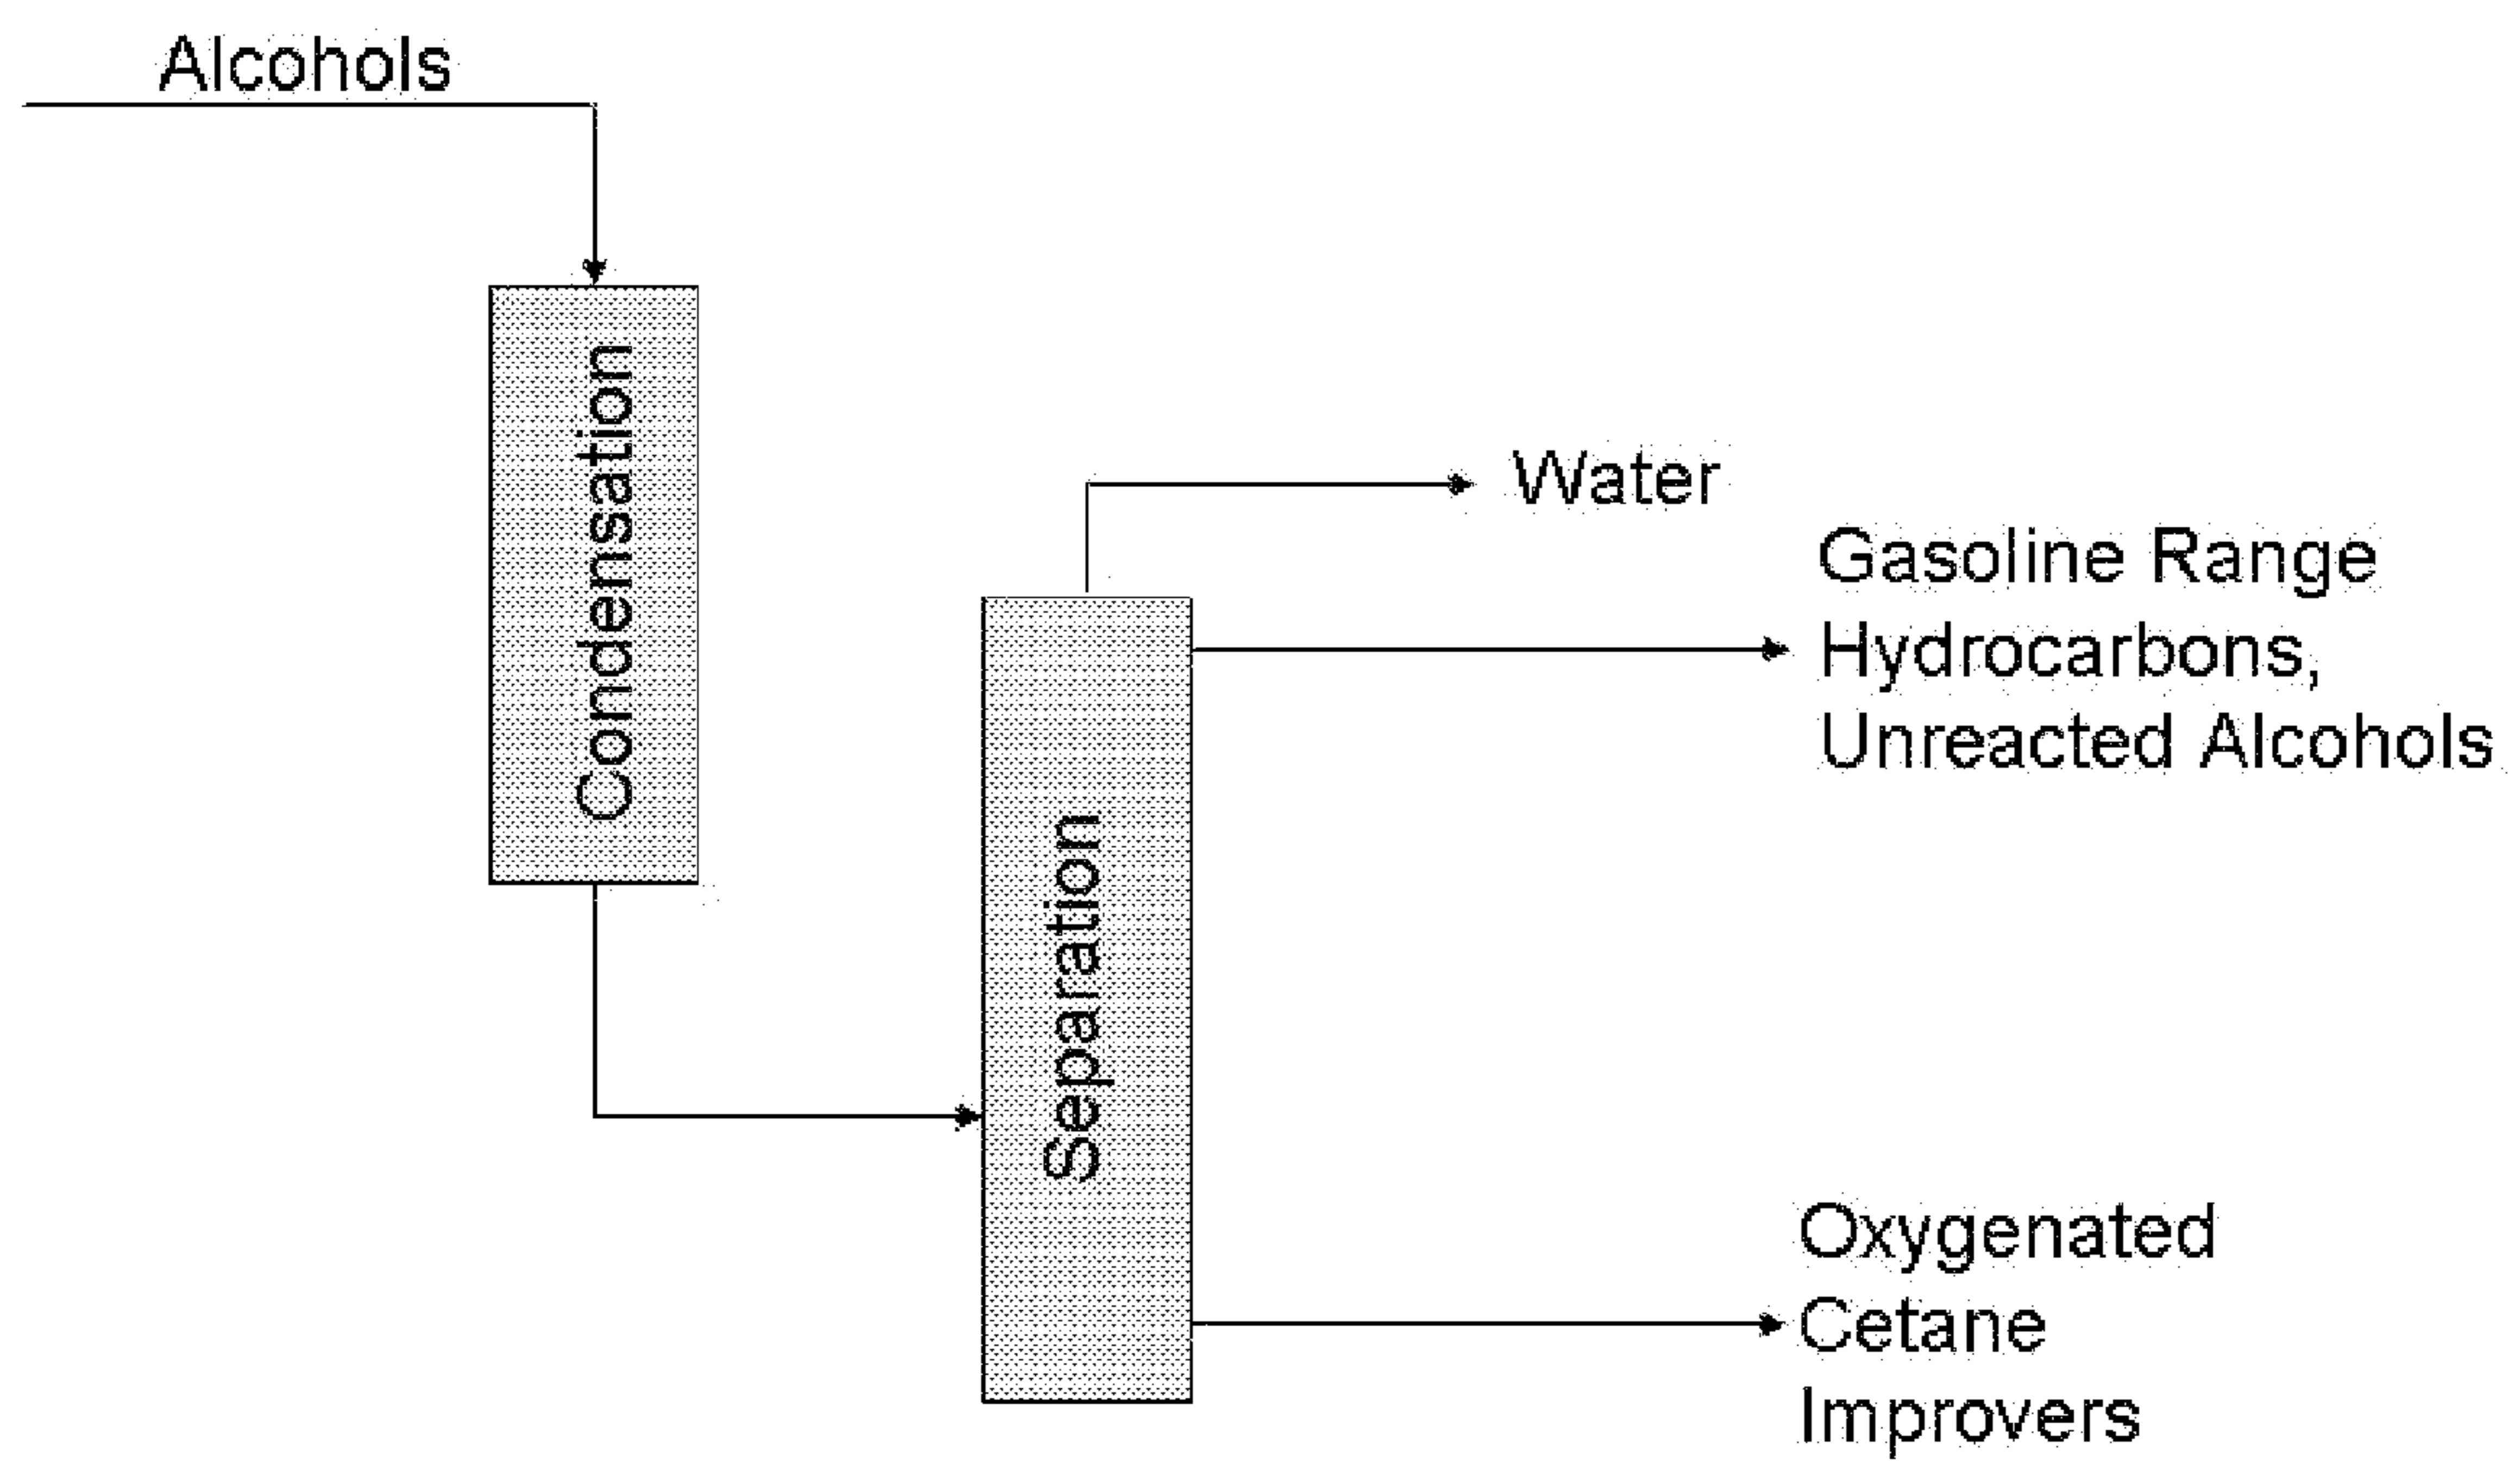 Alcohols
Condensation
Water
Gasoline Range
Hydrocarbons,
Unreacted Alcohols
Separation
Oxygenated
Cetane
Improvers